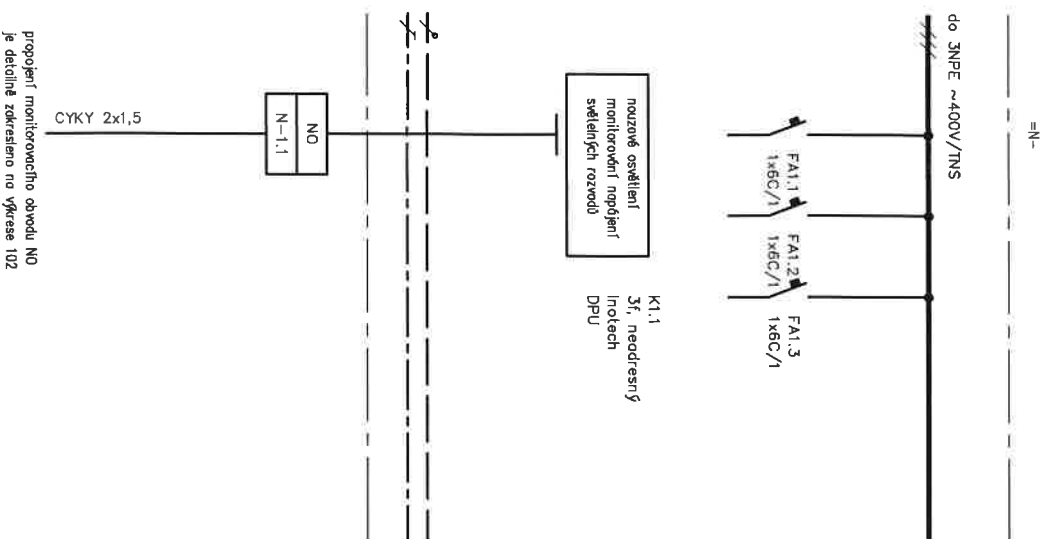 =N-
do 3NPE ~400V/TNS
FA1.1
1x6C/1
FA1.2
1x6C/1
FA1.3
1x6C/1
nouzové osvětlení
monitorování napájení
světelných rozvodů
K1.1
3f, neadresný
Inotech
DPU
NO
N-1.1
CYKY 2x1,5
propojení monitorovacího obvodu NO
je detailně zakresleno na výkrese 102